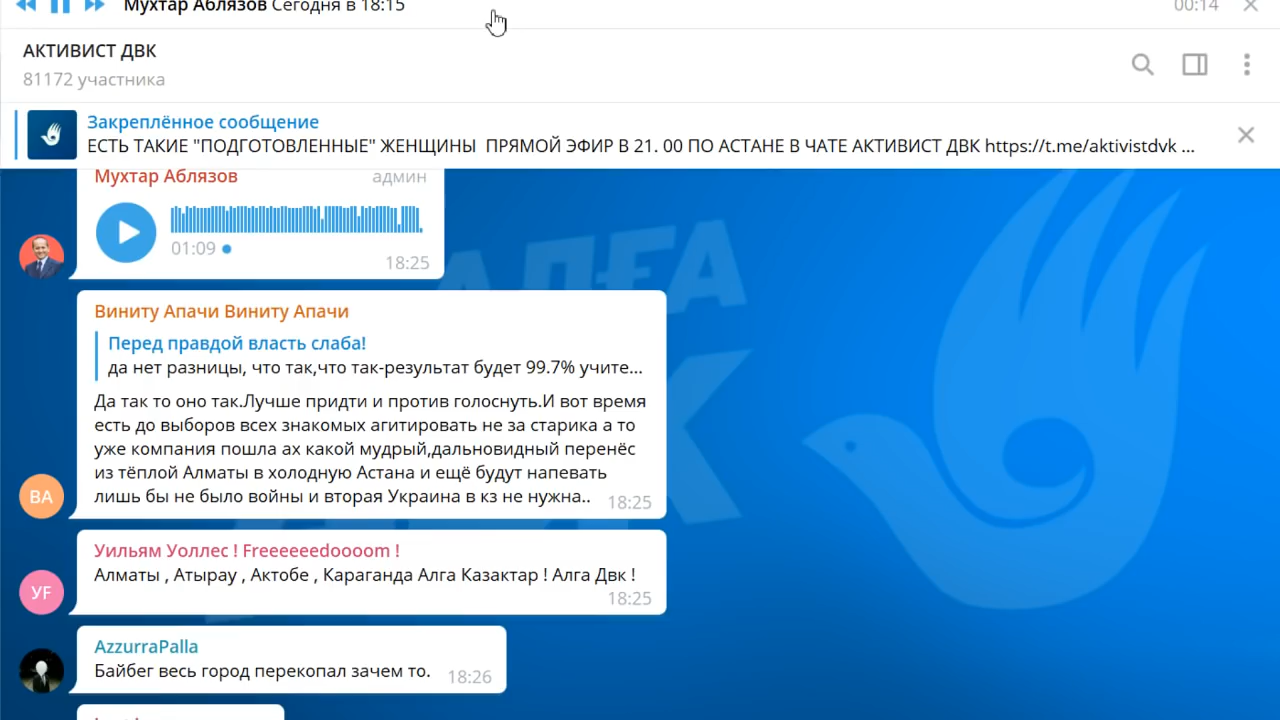 Мухтар Аблязов Сегодня в 18:15
00:14
АКТИВИСТ ДВК
81172 участника
Закреплённое сообщение
ЕСТЬ ТАКИЕ "ПОДГОТОВЛЕННЫЕ" ЖЕНЩИНЫ ПРЯМОЙ ЭФИР В 21. 00 ПО АСТАНЕ В ЧАТЕ АКТИВИСТ ДВК https://t.me/aktivistdvk ...
Мухтар Аблязов
админ
01:09
18:25
Виниту Апачи Виниту Апачи
Перед правдой власть слаба!
да нет разницы, что так,что так-результат будет 99.7% учите...
Да так то оно так.Лучше придти и против голоснуть.И вот время
есть до выборов всех знакомых агитировать не за старика а то
уже компания пошла ах какой мудрый,дальновидный перенёс
из тёплой Алматы в холодную Астана и ещё будут напевать
лишь бы не было войны и вторая Украина в кз не нужна..
18:25
ВА
Уильям Уоллес ! Freeeeeedoooom !
Алматы , Атырау , Актобе , Караганда Алга Казактар ! Алга Двк !
18:25
УF
AzzurraPalla
Байбег весь город перекопал зачем то.
18:26
АЛҒА